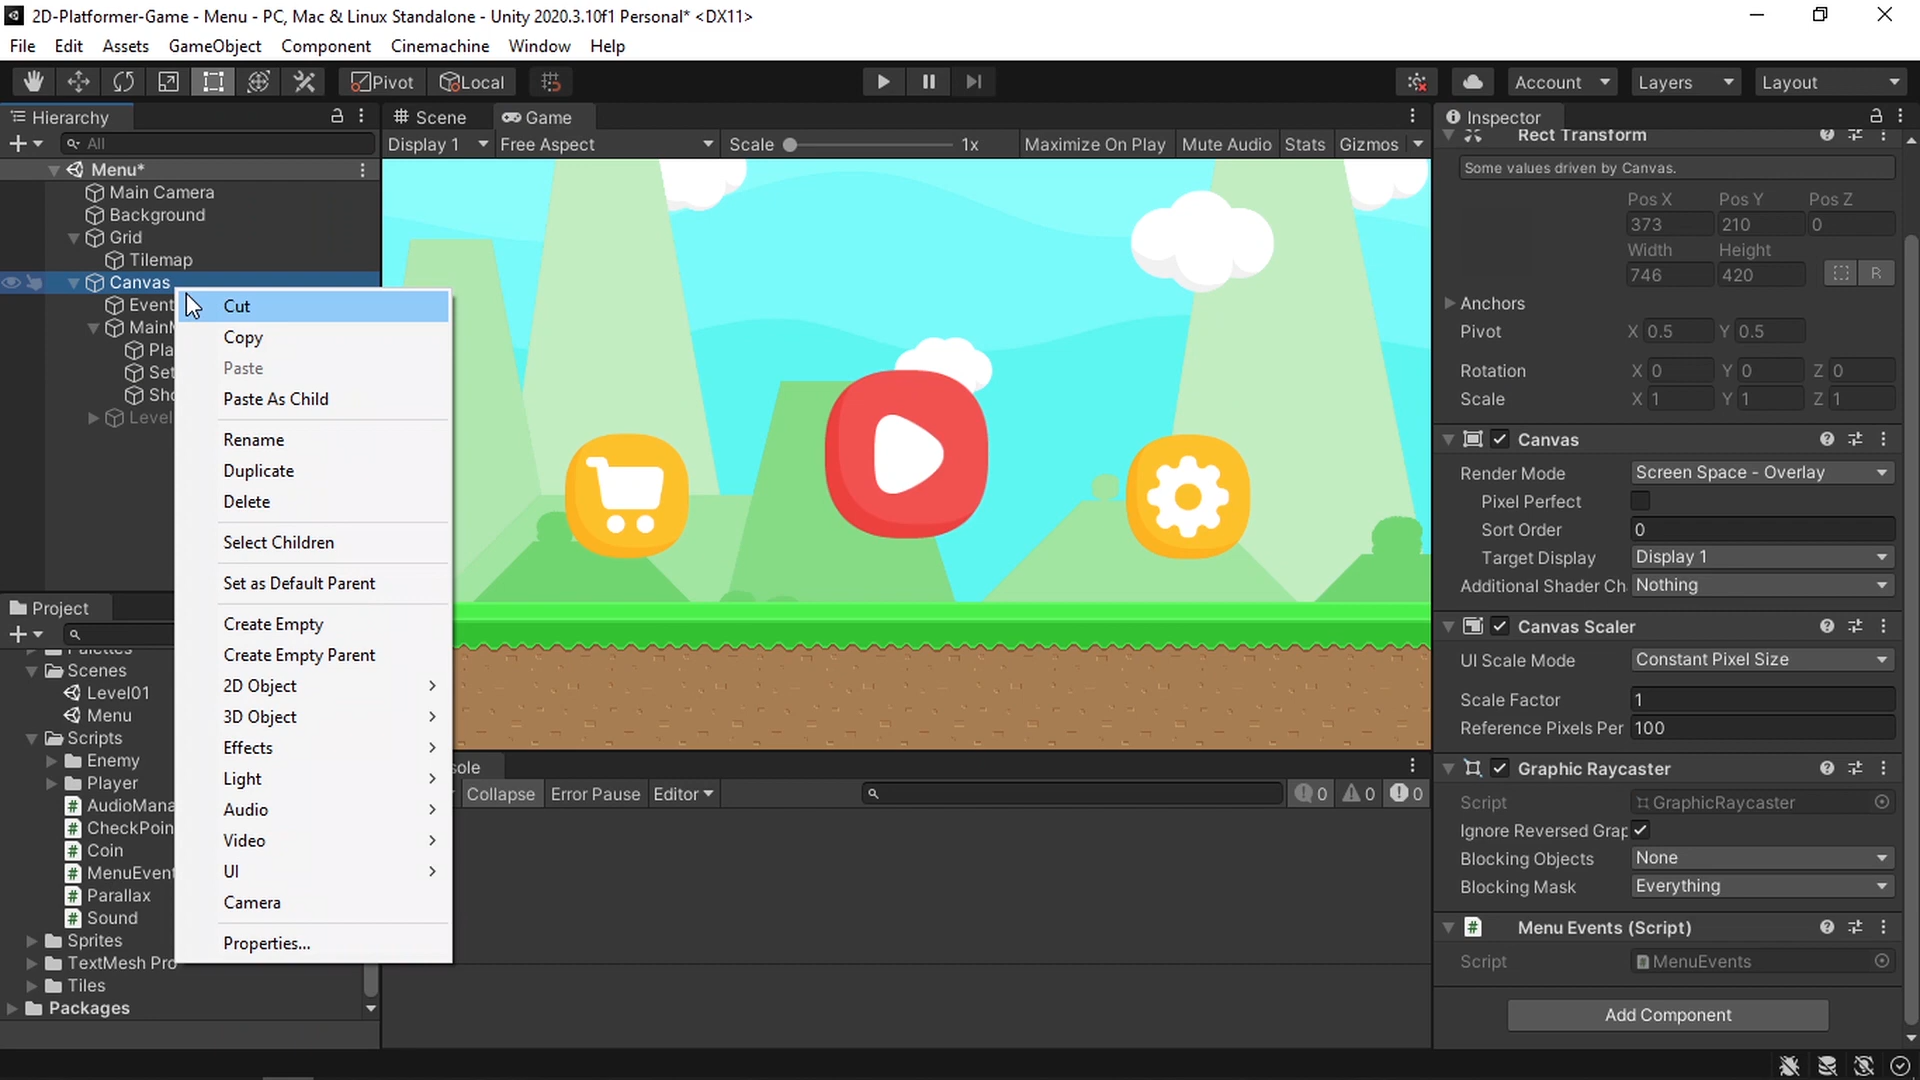 2D-Platformer-Game - Menu - PC, Mac & Linux Standalone - Unity 2020.3.10f1 Personal* <DX11>
File Edit Assets GameObject Component Cinemachine Window Help
Pivot Local Account Layers Layout
Hierarchy
All
Menu*
Main Camera
Background
Grid
Tilemap
Canvas
Event
MainM
Pla
Set
Sho
Level
Cut
Copy
Paste
Paste As Child
Rename
Duplicate
Delete
Select Children
Set as Default Parent
Create Empty
Create Empty Parent
2D Object
3D Object
Effects
Light
Audio
Video
UI
Camera
Properties...
Project
Palettes
Scenes
Level01
Menu
Scripts
Enemy
Player
AudioMana
CheckPoin
Coin
MenuEvent
Parallax
Sound
Sprites
TextMesh Pro
Tiles
Packages
Scene Game
Display 1 Free Aspect Scale 1x Maximize On Play Mute Audio Stats Gizmos
sole
Collapse Error Pause Editor 0 0 0
Inspector
Rect Transform
Some values driven by Canvas.
Pos X Pos Y Pos Z
373 210 0
Width Height
746 420 R
Anchors
Pivot X 0.5 Y 0.5
Rotation X 0 Y 0 Z 0
Scale X 1 Y 1 Z 1
Canvas
Render Mode Screen Space - Overlay
Pixel Perfect
Sort Order 0
Target Display Display 1
Additional Shader Ch Nothing
Canvas Scaler
UI Scale Mode Constant Pixel Size
Scale Factor 1
Reference Pixels Per 100
Graphic Raycaster
Script GraphicRaycaster
Ignore Reversed Grap
Blocking Objects None
Blocking Mask Everything
Menu Events (Script)
Script MenuEvents
Add Component